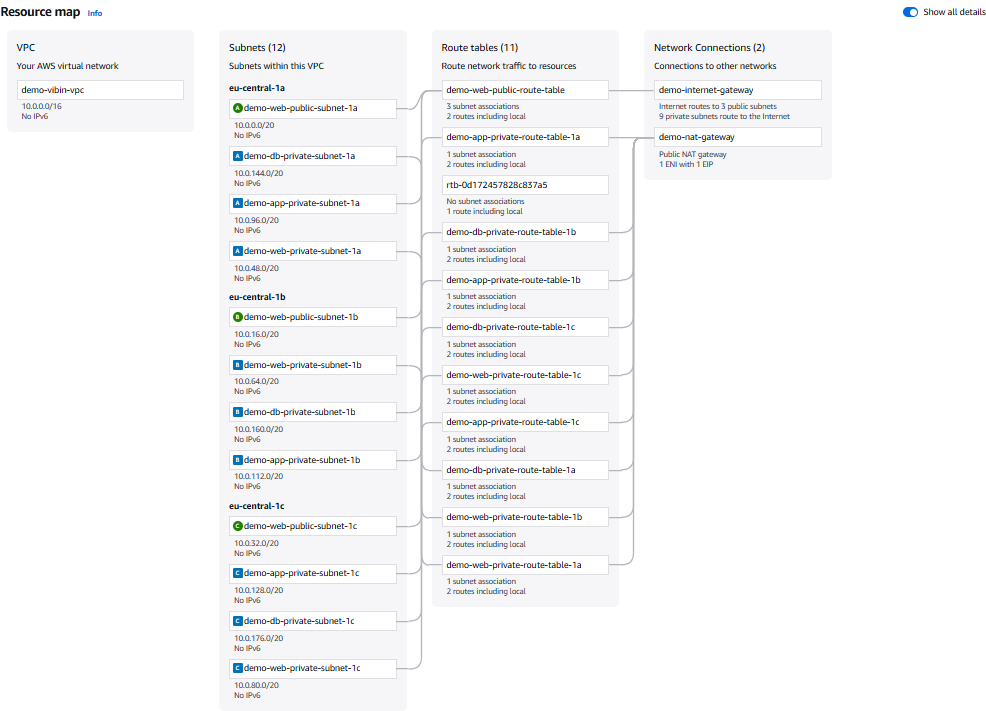 Resource map Info
Show all details
VPC
Your AWS virtual network
demo-vibin-vpc
10.0.0.0/16
No IPv6
Subnets (12)
Subnets within this VPC
eu-central-1a
A demo-web-public-subnet-1a
10.0.0.0/20
No IPv6
A demo-db-private-subnet-1a
10.0.144.0/20
No IPv6
A demo-app-private-subnet-1a
10.0.96.0/20
No IPv6
A demo-web-private-subnet-1a
10.0.48.0/20
No IPv6
eu-central-1b
B demo-web-public-subnet-1b
10.0.16.0/20
No IPv6
B demo-web-private-subnet-1b
10.0.64.0/20
No IPv6
B demo-db-private-subnet-1b
10.0.160.0/20
No IPv6
B demo-app-private-subnet-1b
10.0.112.0/20
No IPv6
eu-central-1c
C demo-web-public-subnet-1c
10.0.32.0/20
No IPv6
C demo-app-private-subnet-1c
10.0.128.0/20
No IPv6
C demo-db-private-subnet-1c
10.0.176.0/20
No IPv6
C demo-web-private-subnet-1c
10.0.80.0/20
No IPv6
Route tables (11)
Route network traffic to resources
demo-web-public-route-table
3 subnet associations
2 routes including local
demo-app-private-route-table-1a
1 subnet association
2 routes including local
rtb-0d172457828c837a5
No subnet associations
1 route including local
demo-db-private-route-table-1b
1 subnet association
2 routes including local
demo-app-private-route-table-1b
1 subnet association
2 routes including local
demo-db-private-route-table-1c
1 subnet association
2 routes including local
demo-web-private-route-table-1c
1 subnet association
2 routes including local
demo-app-private-route-table-1c
1 subnet association
2 routes including local
demo-db-private-route-table-1a
1 subnet association
2 routes including local
demo-web-private-route-table-1b
1 subnet association
2 routes including local
demo-web-private-route-table-1a
1 subnet association
2 routes including local
Network Connections (2)
Connections to other networks
demo-internet-gateway
Internet routes to 3 public subnets
9 private subnets route to the Internet
demo-nat-gateway
Public NAT gateway
1 ENI with 1 EIP